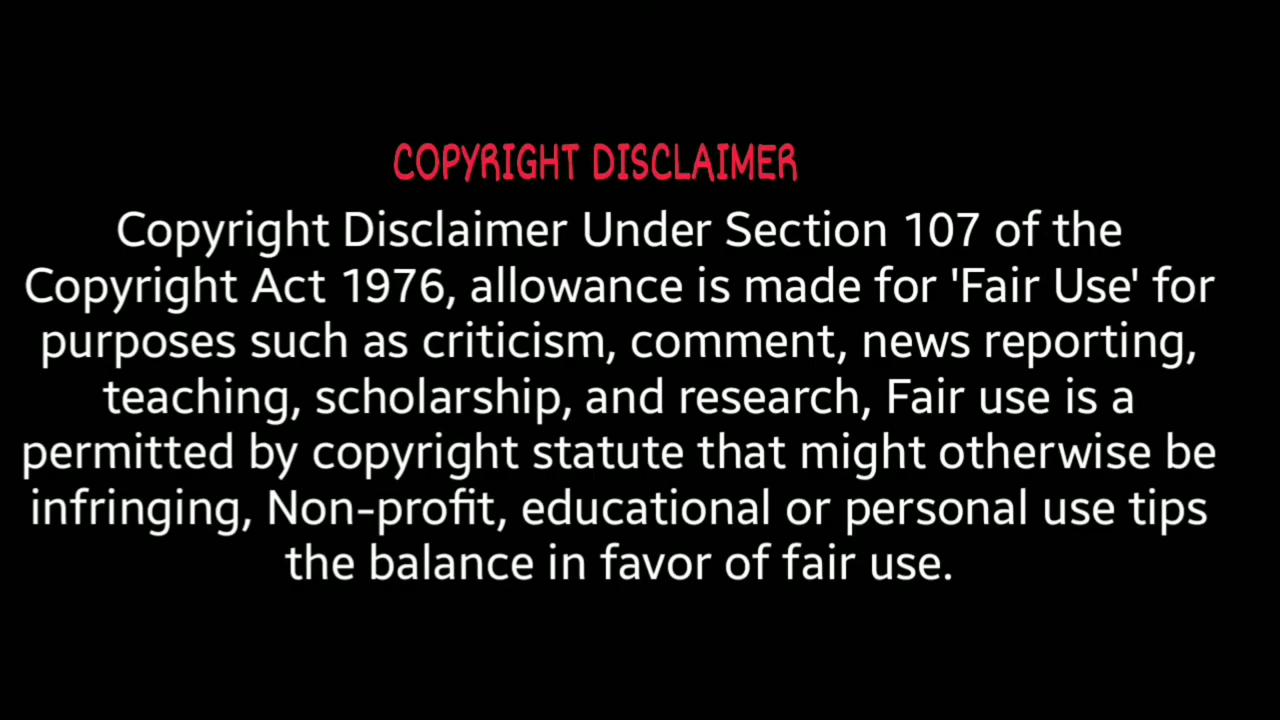 COPYRIGHT DISCLAIMER
Copyright Disclaimer Under Section 107 of the
Copyright Act 1976, allowance is made for 'Fair Use' for
purposes such as criticism, comment, news reporting,
teaching, scholarship, and research, Fair use is a
permitted by copyright statute that might otherwise be
infringing, Non-profit, educational or personal use tips
the balance in favor of fair use.